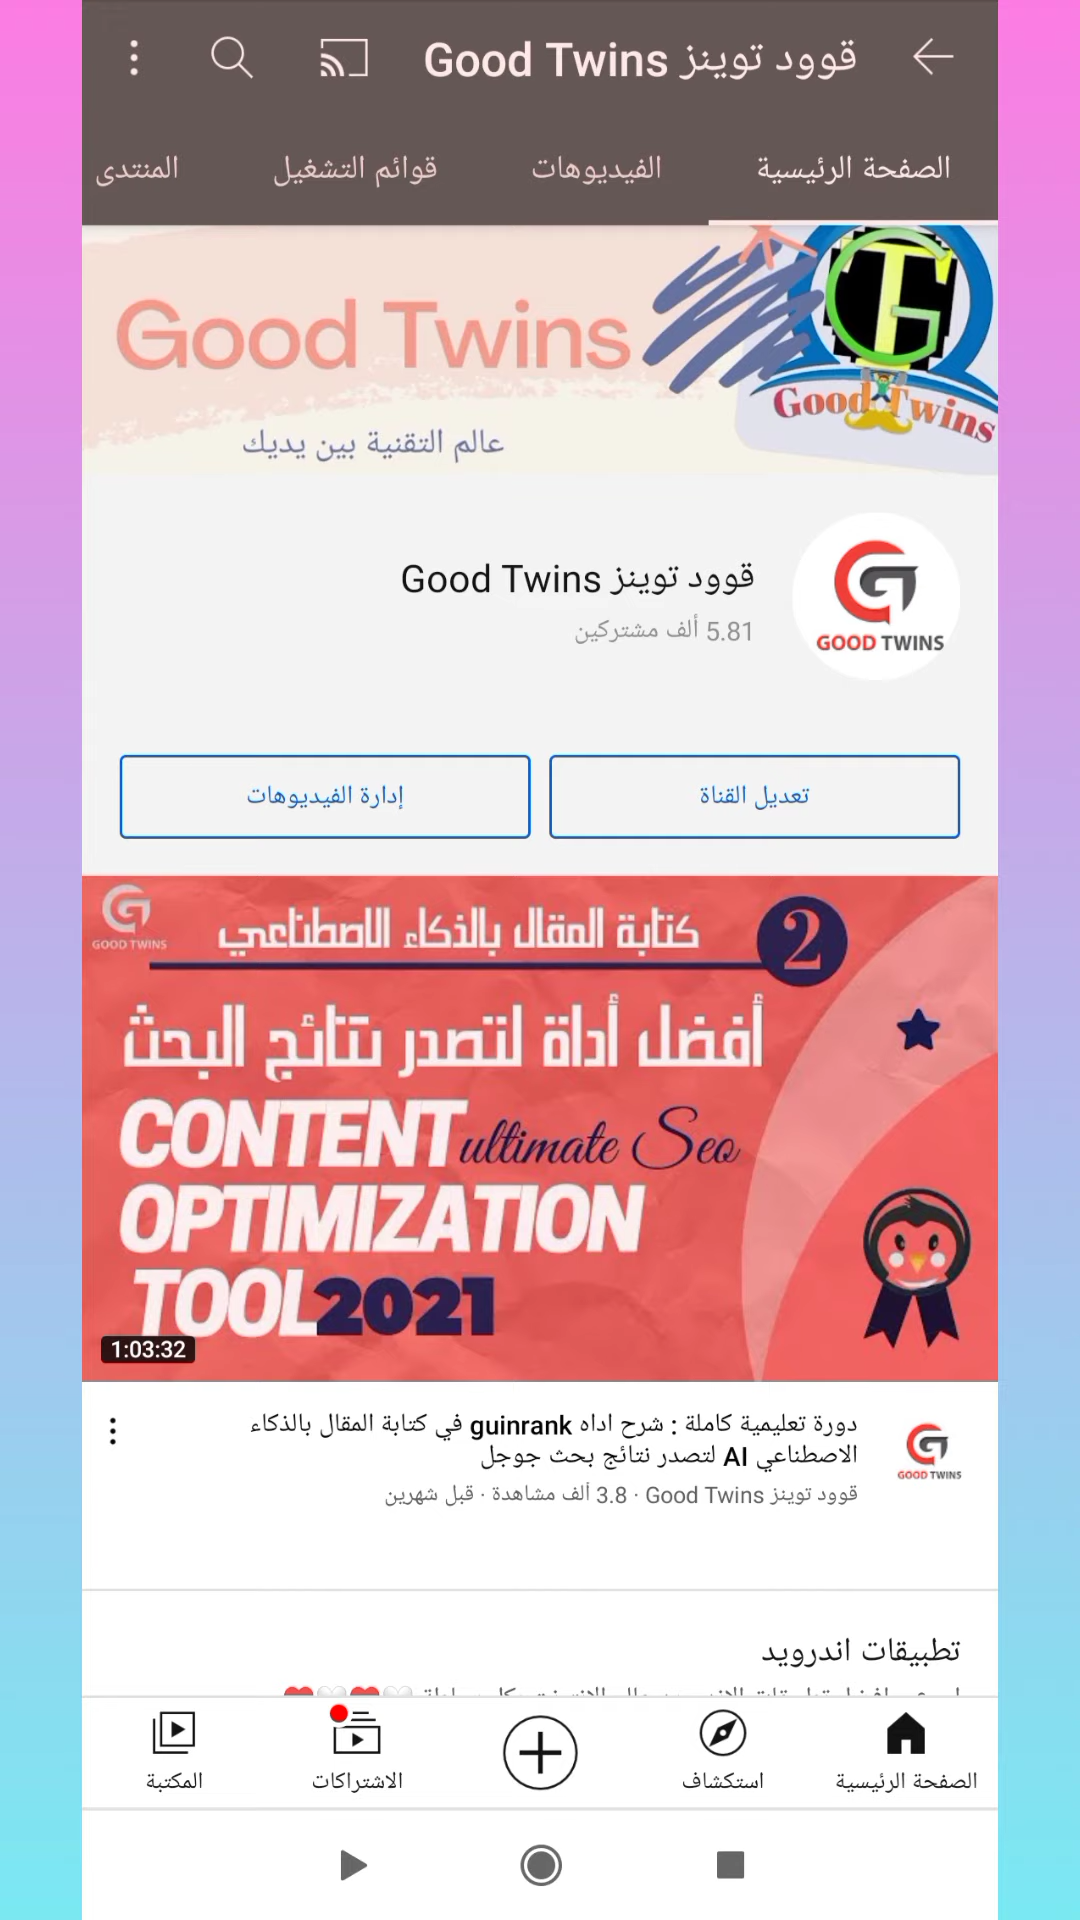 قوود توينز Good Twins
الصفحة الرئيسية
الفيديوهات
قوائم التشغيل
المنتدى
Good Twins
عالم التقنية بين يديك
Good Twins
قوود توينز Good Twins
5.81 ألف مشتركين
GOOD TWINS
تعديل القناة
إدارة الفيديوهات
GOOD TWINS
2
كتابة المقال بالذكاء الاصطناعي
أفضل أداة لتتصدر نتائج البحث
CONTENT ultimate Seo
OPTIMIZATION
TOOL 2021
1:03:32
دورة تعليمية كاملة : شرح اداه guinrank في كتابة المقال بالذكاء
الاصطناعي AI لتصدر نتائج بحث جوجل
قوود توينز Good Twins · 3.8 ألف مشاهدة · قبل شهرين
GOOD TWINS
تطبيقات اندرويد
الصفحة الرئيسية
استكشاف
الاشتراكات
المكتبة